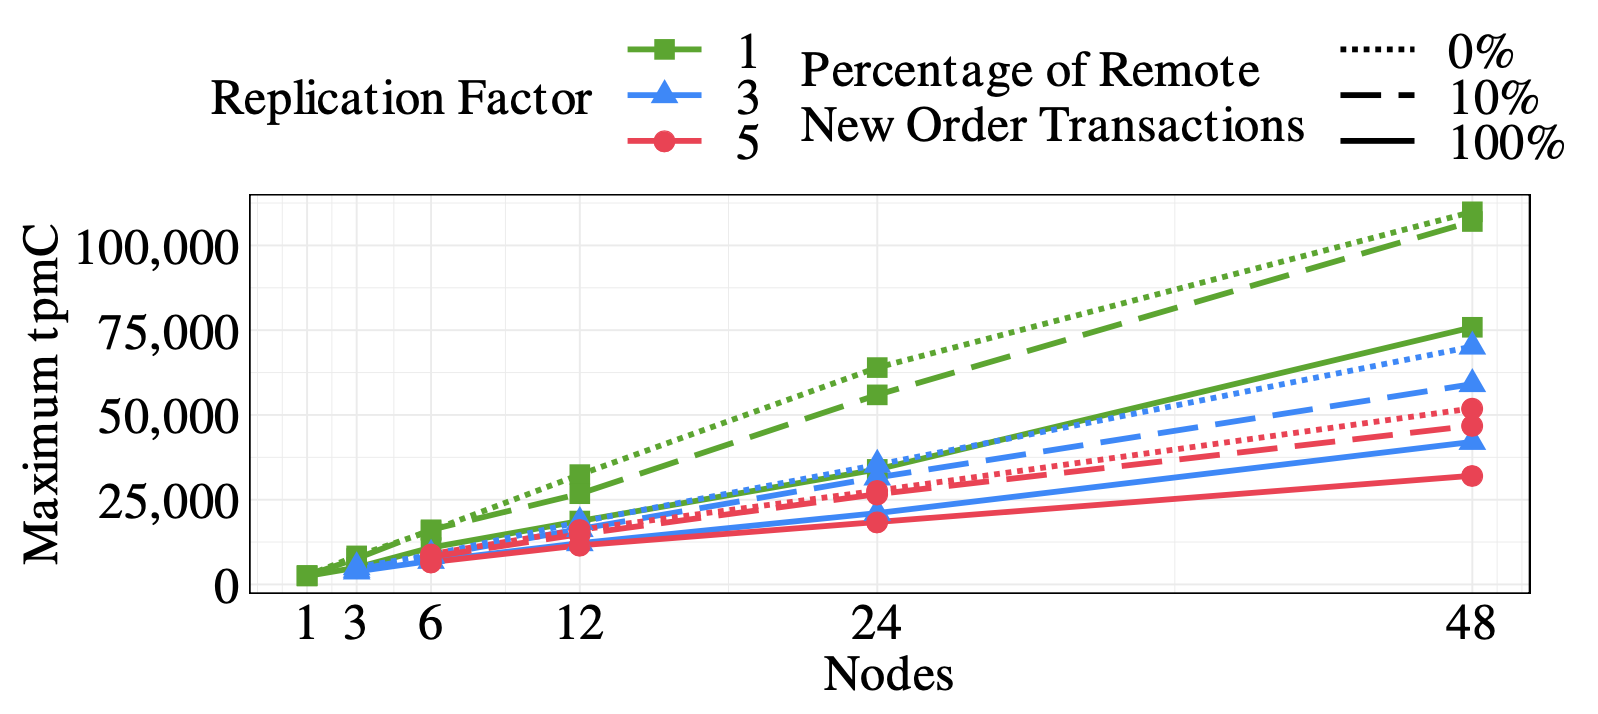 Replication Factor
1
3
5
Percentage of Remote
New Order Transactions
0%
10%
100%
Maximum tpmC
100,000
75,000
50,000
25,000
0
1 3 6 12 24 48
Nodes